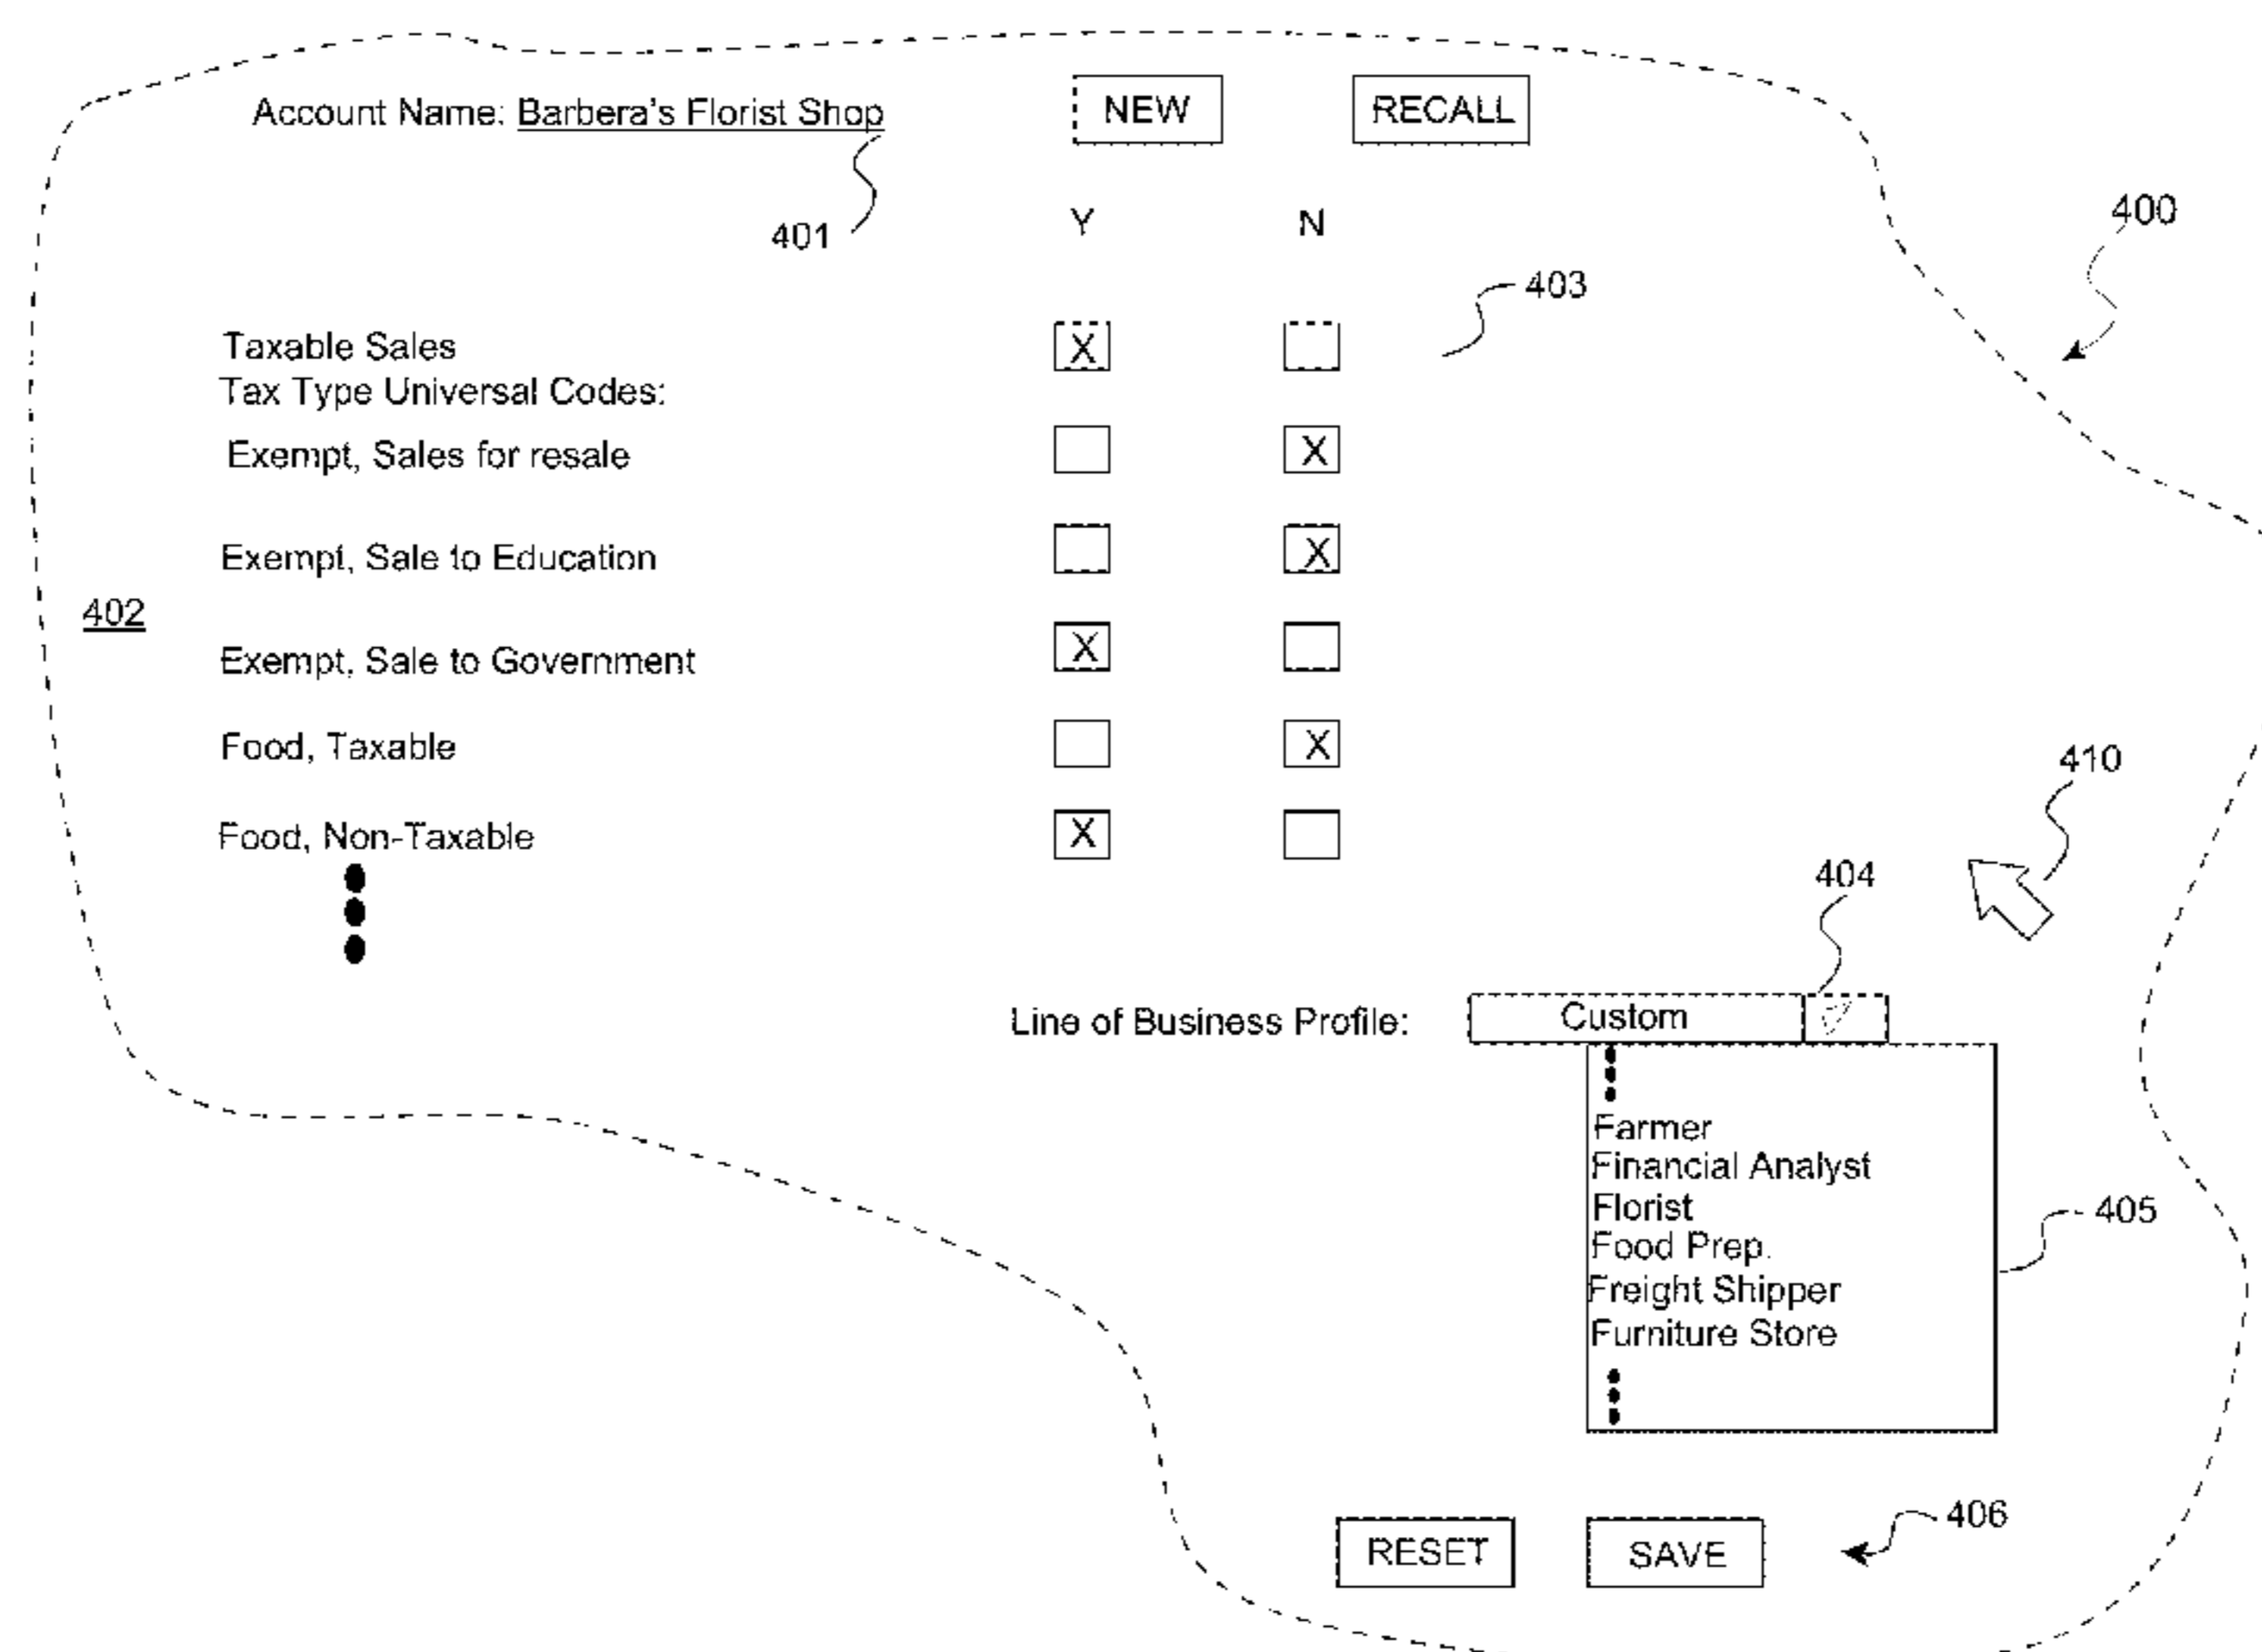 Account Name: Barbera's Florist Shop NEW RECALL
401 Y N 400
403
Taxable Sales X
Tax Type Universal Codes:
Exempt, Sales for resale X
Exempt, Sale to Education X
402
Exempt, Sale to Government X
Food, Taxable X
410
Food, Non-Taxable X
404
Line of Business Profile: Custom
Farmer
Financial Analyst
Florist
405
Food Prep.
Freight Shipper
Furniture Store
406
RESET SAVE